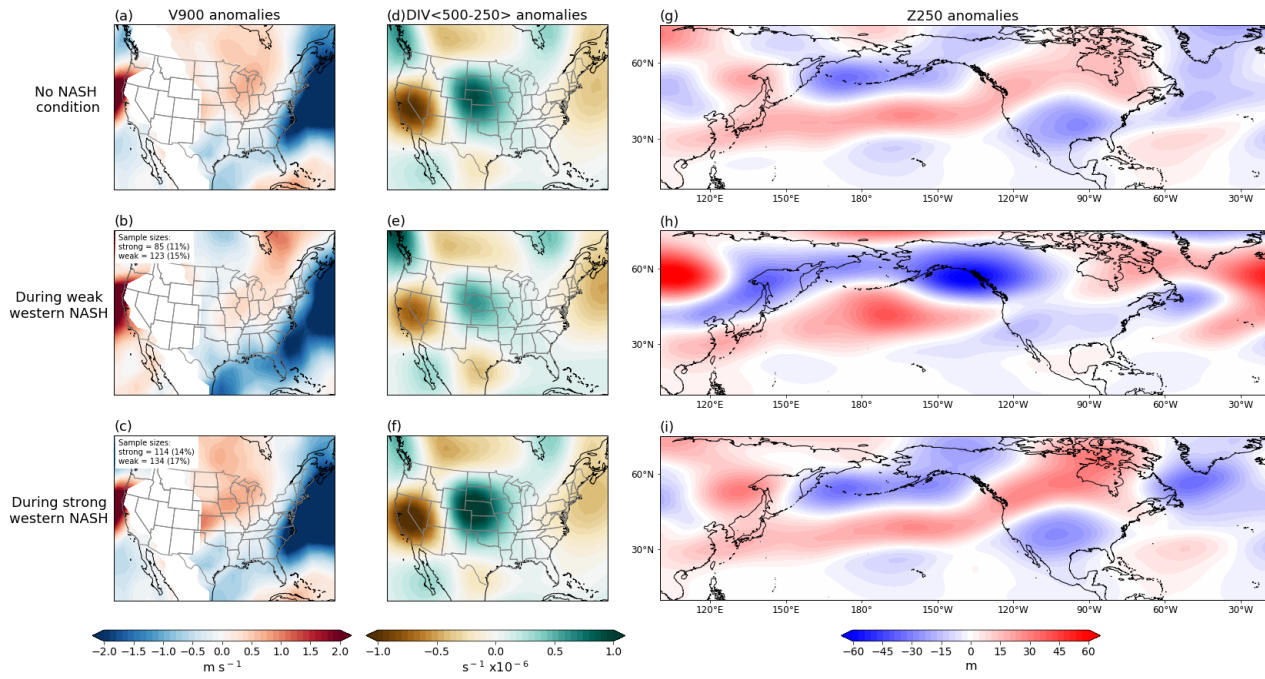 (a) V900 anomalies
(d) DIV<500-250> anomalies
(g) Z250 anomalies
No NASH
condition
60°N
30°N
120°E 150°E 180° 150°W 120°W 90°W 60°W 30°W
(b)
(e)
(h)
Sample sizes:
strong = 85 (11%)
weak = 123 (15%)
During weak
western NASH
60°N
30°N
120°E 150°E 180° 150°W 120°W 90°W 60°W 30°W
(c)
(f)
(i)
Sample sizes:
strong = 114 (14%)
weak = 134 (17%)
During strong
western NASH
60°N
30°N
120°E 150°E 180° 150°W 120°W 90°W 60°W 30°W
−2.0 −1.5 −1.0 −0.5 0.0 0.5 1.0 1.5 2.0
m s⁻¹
−1.0 −0.5 0.0 0.5 1.0
s⁻¹ x10⁻⁶
−60 −45 −30 −15 0 15 30 45 60
m